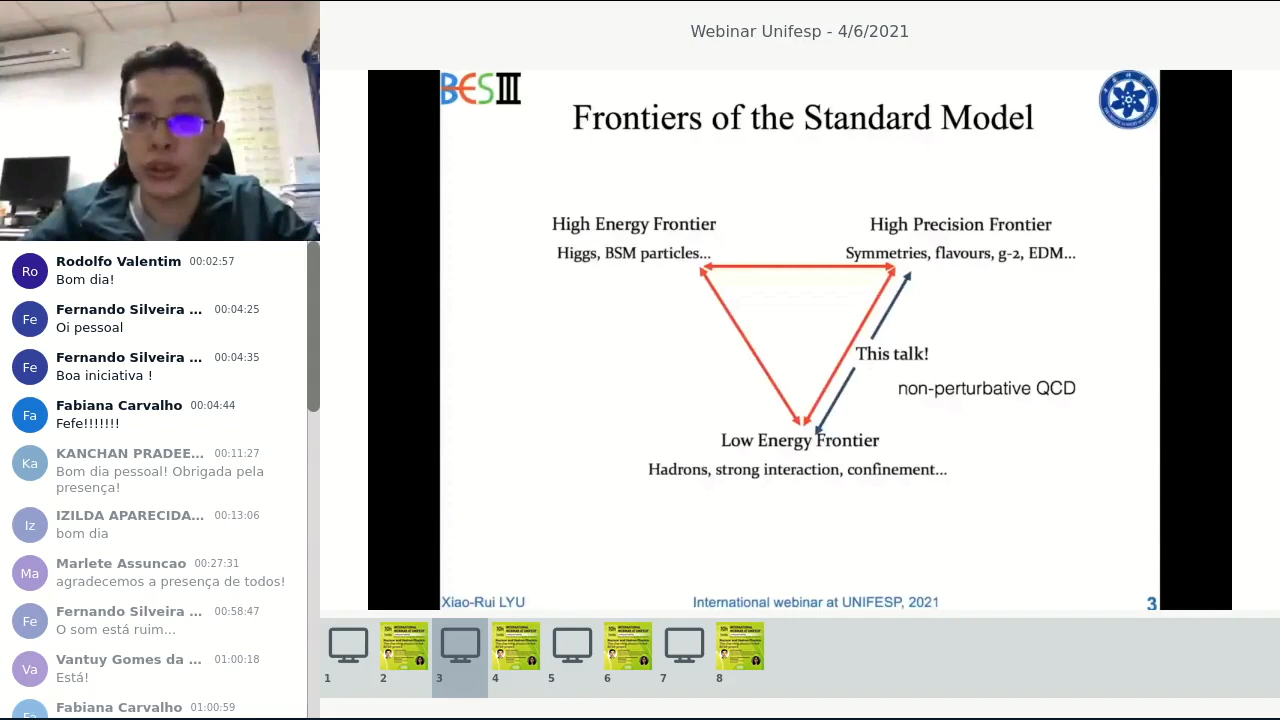 Webinar Unifesp - 4/6/2021
BESIII
Frontiers of the Standard Model
High Energy Frontier
Higgs, BSM particles...
High Precision Frontier
Symmetries, flavours, g-2, EDM...
This talk!
non-perturbative QCD
Low Energy Frontier
Hadrons, strong interaction, confinement...
Xiao-Rui LYU
International webinar at UNIFESP, 2021
3
Ro
Rodolfo Valentim 00:02:57
Bom dia!
Fe
Fernando Silveira ... 00:04:25
Oi pessoal
Fe
Fernando Silveira ... 00:04:35
Boa iniciativa !
Fa
Fabiana Carvalho 00:04:44
Fefe!!!!!!!
Ka
KANCHAN PRADEE... 00:11:27
Bom dia pessoal! Obrigada pela
presença!
Iz
IZILDA APARECIDA... 00:13:06
bom dia
Ma
Marlete Assuncao 00:27:31
agradecemos a presença de todos!
Fe
Fernando Silveira ... 00:58:47
O som está ruim...
Va
Vantuy Gomes da ... 01:00:18
Está!
Fa
Fabiana Carvalho 01:00:59
1 2 3 4 5 6 7 8